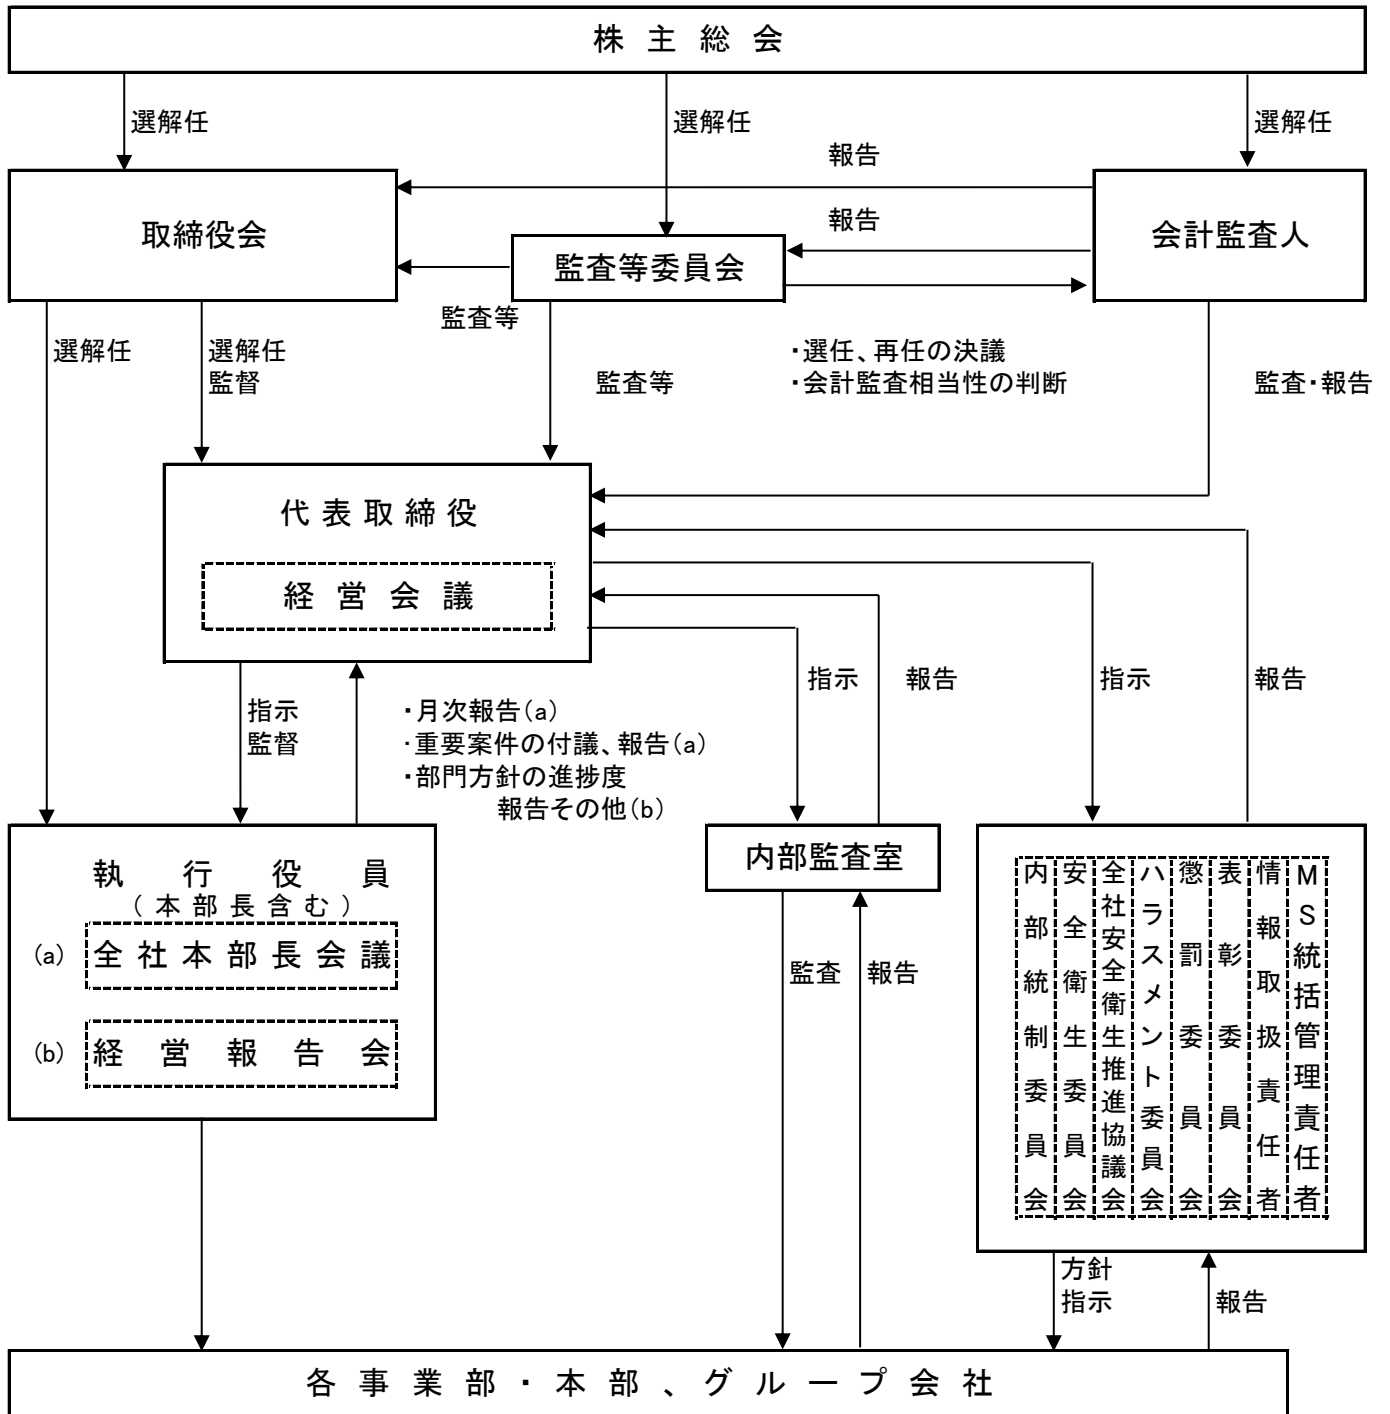 株主総会
選解任
選解任
選解任
報告
報告
取締役会
監査等委員会
会計監査人
監査等
選解任
選解任
監督
監査等
・選任、再任の決議
・会計監査相当性の判断
監査・報告
代表取締役
経営会議
指示
監督
・月次報告(a)
・重要案件の付議、報告(a)
・部門方針の進捗度
報告その他(b)
指示
報告
指示
報告
執行役員
(本部長含む)
(a)
全社本部長会議
(b)
経営報告会
内部監査室
監査
報告
内部統制委員会
安全衛生委員会
全社安全衛生推進協議会
ハラスメント委員会
懲罰委員会
表彰委員会
情報取扱責任者
MS統括管理責任者
方針
指示
報告
各事業部・本部、グループ会社